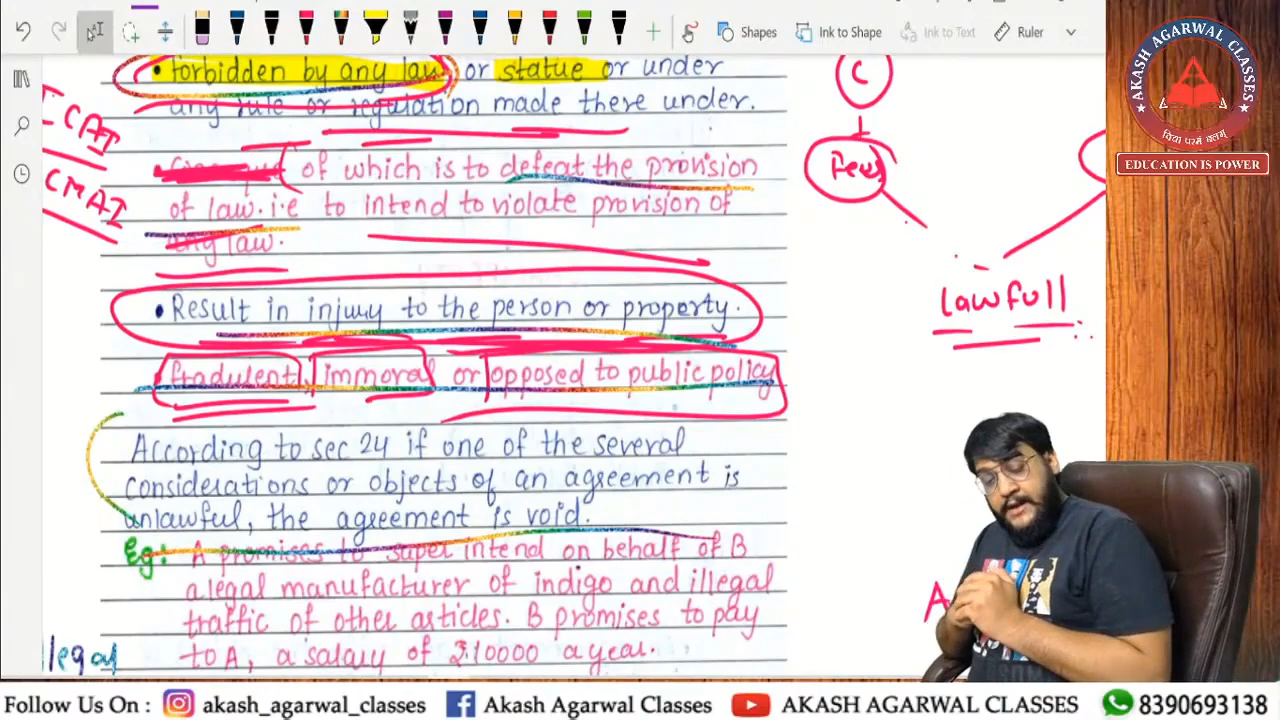 Shapes
Ink to Shape
Ink to Text
Ruler
AKASH AGARWAL CLASSES
विद्या परमं बलम्
EDUCATION IS POWER
forbidden by any law or statue or under
any rule or regulation made there under.
ICAI
CMAI
of which is to defeat the provision
of law. i.e to intend to violate provision of
any law.
• Result in injury to the person or property.
• fradulent, immoral or opposed to public policy
C
Lawfull
According to sec 24 if one of the several
considerations or objects of an agreement is
unlawful, the agreement is void.
Eg: A promises to super intend on behalf of B
a legal manufacturer of indigo and illegal
traffic of other articles. B promises to pay
to A, a salary of ₹10000 a year.
legal
A
Follow Us On : akash_agarwal_classes Akash Agarwal Classes AKASH AGARWAL CLASSES 8390693138